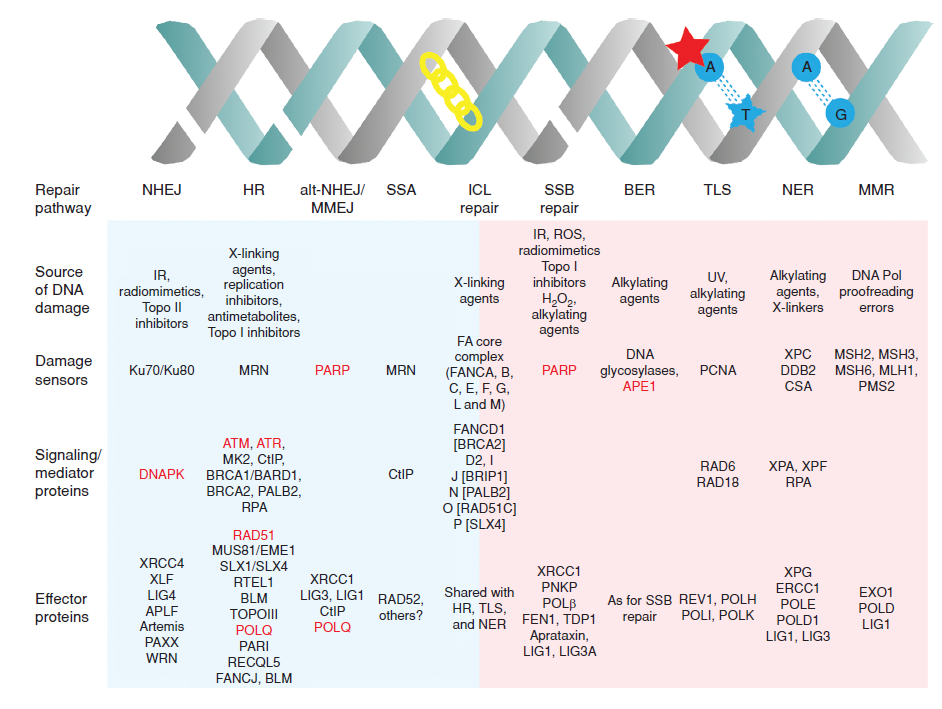 A
A
T
G
Repair pathway
NHEJ
HR
alt-NHEJ/
MMEJ
SSA
ICL
repair
SSB
repair
BER
TLS
NER
MMR
Source
of DNA
damage
IR,
radiomimetics,
Topo II
inhibitors
X-linking
agents,
replication
inhibitors,
antimetabolites,
Topo I inhibitors
X-linking
agents
IR, ROS,
radiomimetics
Topo I
inhibitors
H2O2,
alkylating
agents
Alkylating
agents
UV,
alkylating
agents
Alkylating
agents,
X-linkers
DNA Pol
proofreading
errors
Damage
sensors
Ku70/Ku80
MRN
PARP
MRN
FA core
complex
(FANCA, B,
C, E, F, G,
L and M)
PARP
DNA
glycosylases,
APE1
PCNA
XPC
DDB2
CSA
MSH2, MSH3,
MSH6, MLH1,
PMS2
Signaling/
mediator
proteins
DNAPK
ATM, ATR,
MK2, CtIP,
BRCA1/BARD1,
BRCA2, PALB2,
RPA
CtIP
FANCD1
[BRCA2]
D2, I
J [BRIP1]
N [PALB2]
O [RAD51C]
P [SLX4]
RAD6
RAD18
XPA, XPF
RPA
Effector
proteins
XRCC4
XLF
LIG4
APLF
Artemis
PAXX
WRN
RAD51
MUS81/EME1
SLX1/SLX4
RTEL1
BLM
TOPOIII
POLQ
PARI
RECQL5
FANCJ, BLM
XRCC1
LIG3, LIG1
CtIP
POLQ
RAD52,
others?
Shared with
HR, TLS,
and NER
XRCC1
PNKP
POLβ
FEN1, TDP1
Aprataxin,
LIG1, LIG3A
As for SSB
repair
REV1, POLH
POLI, POLK
XPG
ERCC1
POLE
POLD1
LIG1, LIG3
EXO1
POLD
LIG1